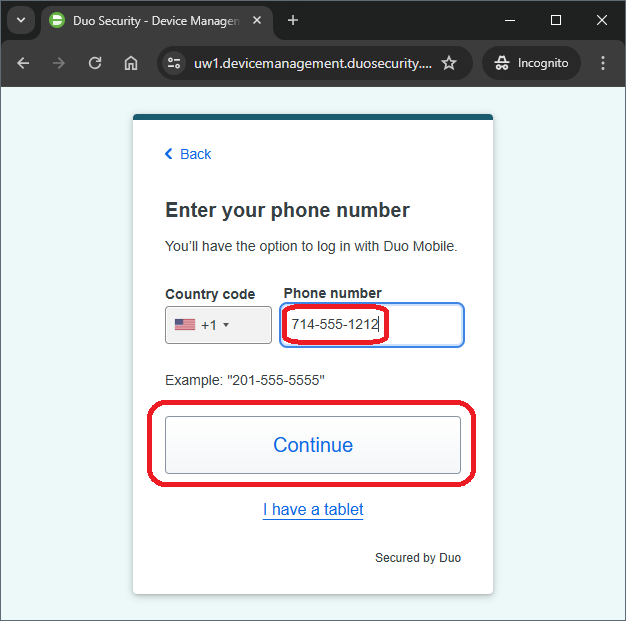 Duo Security - Device Managem
uw1.devicemanagement.duosecurity....
Incognito
Back
Enter your phone number
You'll have the option to log in with Duo Mobile.
Country code
Phone number
+1
714-555-1212
Example: "201-555-5555"
Continue
I have a tablet
Secured by Duo